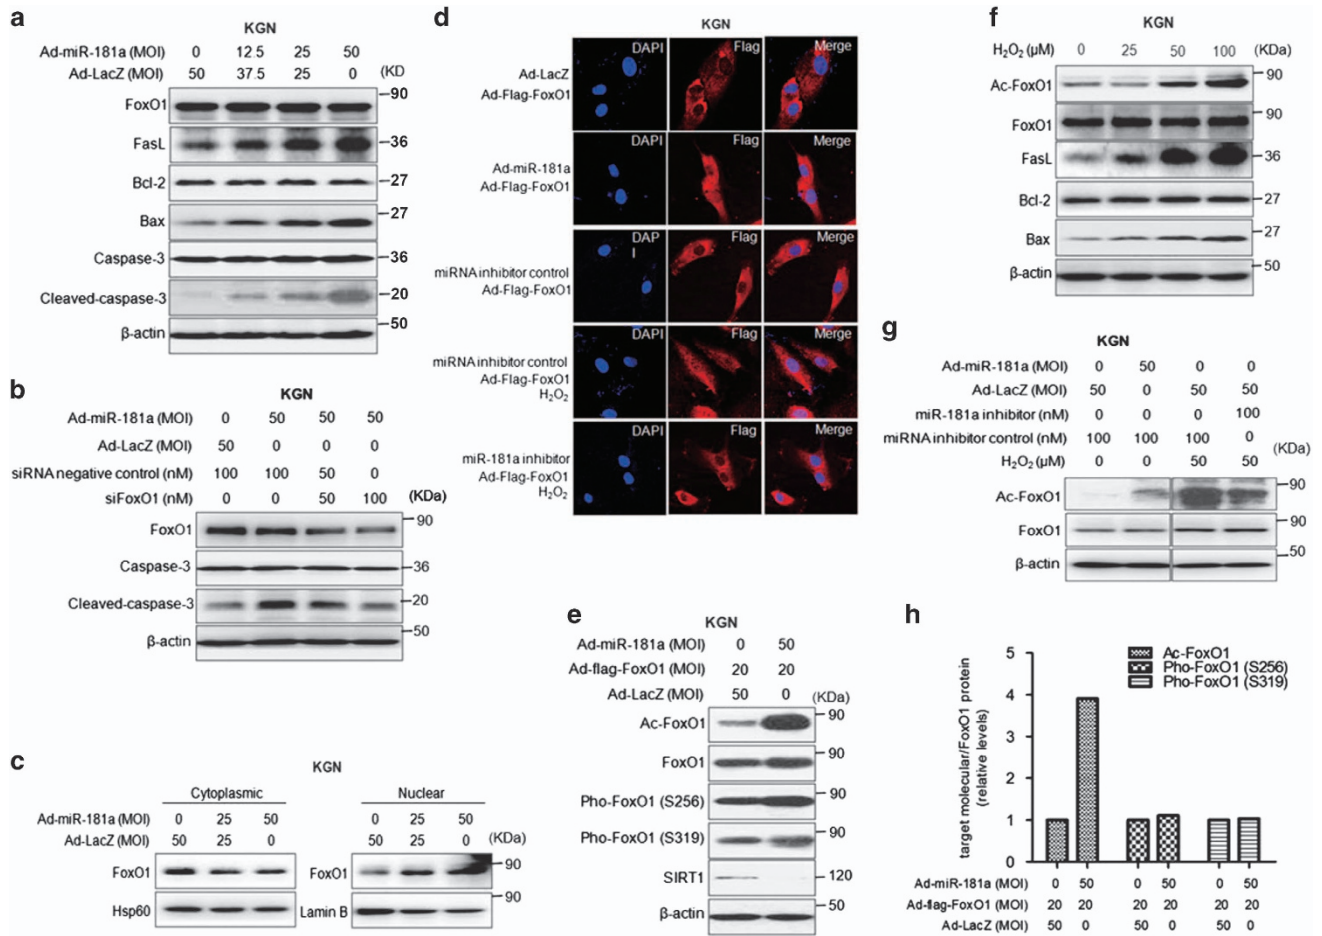 a
KGN
Ad-miR-181a (MOI) 0 12.5 25 50
Ad-LacZ (MOI) 50 37.5 25 0 (KD
FoxO1 90
FasL 36
Bcl-2 27
Bax 27
Caspase-3 36
Cleaved-caspase-3 20
β-actin 50
b
KGN
Ad-miR-181a (MOI) 0 50 50 50
Ad-LacZ (MOI) 50 0 0 0
siRNA negative control (nM) 100 100 50 0
siFoxO1 (nM) 0 0 50 100 (KDa)
FoxO1 90
Caspase-3 36
Cleaved-caspase-3 20
β-actin 50
c
KGN
Cytoplasmic Nuclear
Ad-miR-181a (MOI) 0 25 50 0 25 50
Ad-LacZ (MOI) 50 25 0 50 25 0 (KDa)
FoxO1 FoxO1 90
Hsp60 Lamin B 90
d
KGN
DAPI Flag Merge
Ad-LacZ
Ad-Flag-FoxO1
DAPI Flag Merge
Ad-miR-181a
Ad-Flag-FoxO1
DAP
I
Flag Merge
miRNA inhibitor control
Ad-Flag-FoxO1
DAPI Flag Merge
miRNA inhibitor control
Ad-Flag-FoxO1
H₂O₂
DAPI Flag Merge
miR-181a inhibitor
Ad-Flag-FoxO1
H₂O₂
e
KGN
Ad-miR-181a (MOI) 0 50
Ad-flag-FoxO1 (MOI) 20 20
Ad-LacZ (MOI) 50 0 (KDa)
Ac-FoxO1 90
FoxO1 90
Pho-FoxO1 (S256) 90
Pho-FoxO1 (S319) 90
SIRT1 120
β-actin 50
f
KGN
H₂O₂ (μM) 0 25 50 100 (KDa)
Ac-FoxO1 90
FoxO1 90
FasL 36
Bcl-2 27
Bax 27
β-actin 50
g
KGN
Ad-miR-181a (MOI) 0 50 0 0
Ad-LacZ (MOI) 50 0 50 50
miR-181a inhibitor (nM) 0 0 0 100
miRNA inhibitor control (nM) 100 100 100 0
H₂O₂ (μM) 0 0 50 50 (KDa)
Ac-FoxO1 90
FoxO1 90
β-actin 50
h
Ac-FoxO1
Pho-FoxO1 (S256)
Pho-FoxO1 (S319)
target molecular/FoxO1 protein
(relative levels)
5
4
3
2
1
0
Ad-miR-181a (MOI) 0 50 0 50 0 50
Ad-flag-FoxO1 (MOI) 20 20 20 20 20 20
Ad-LacZ (MOI) 50 0 50 0 50 0